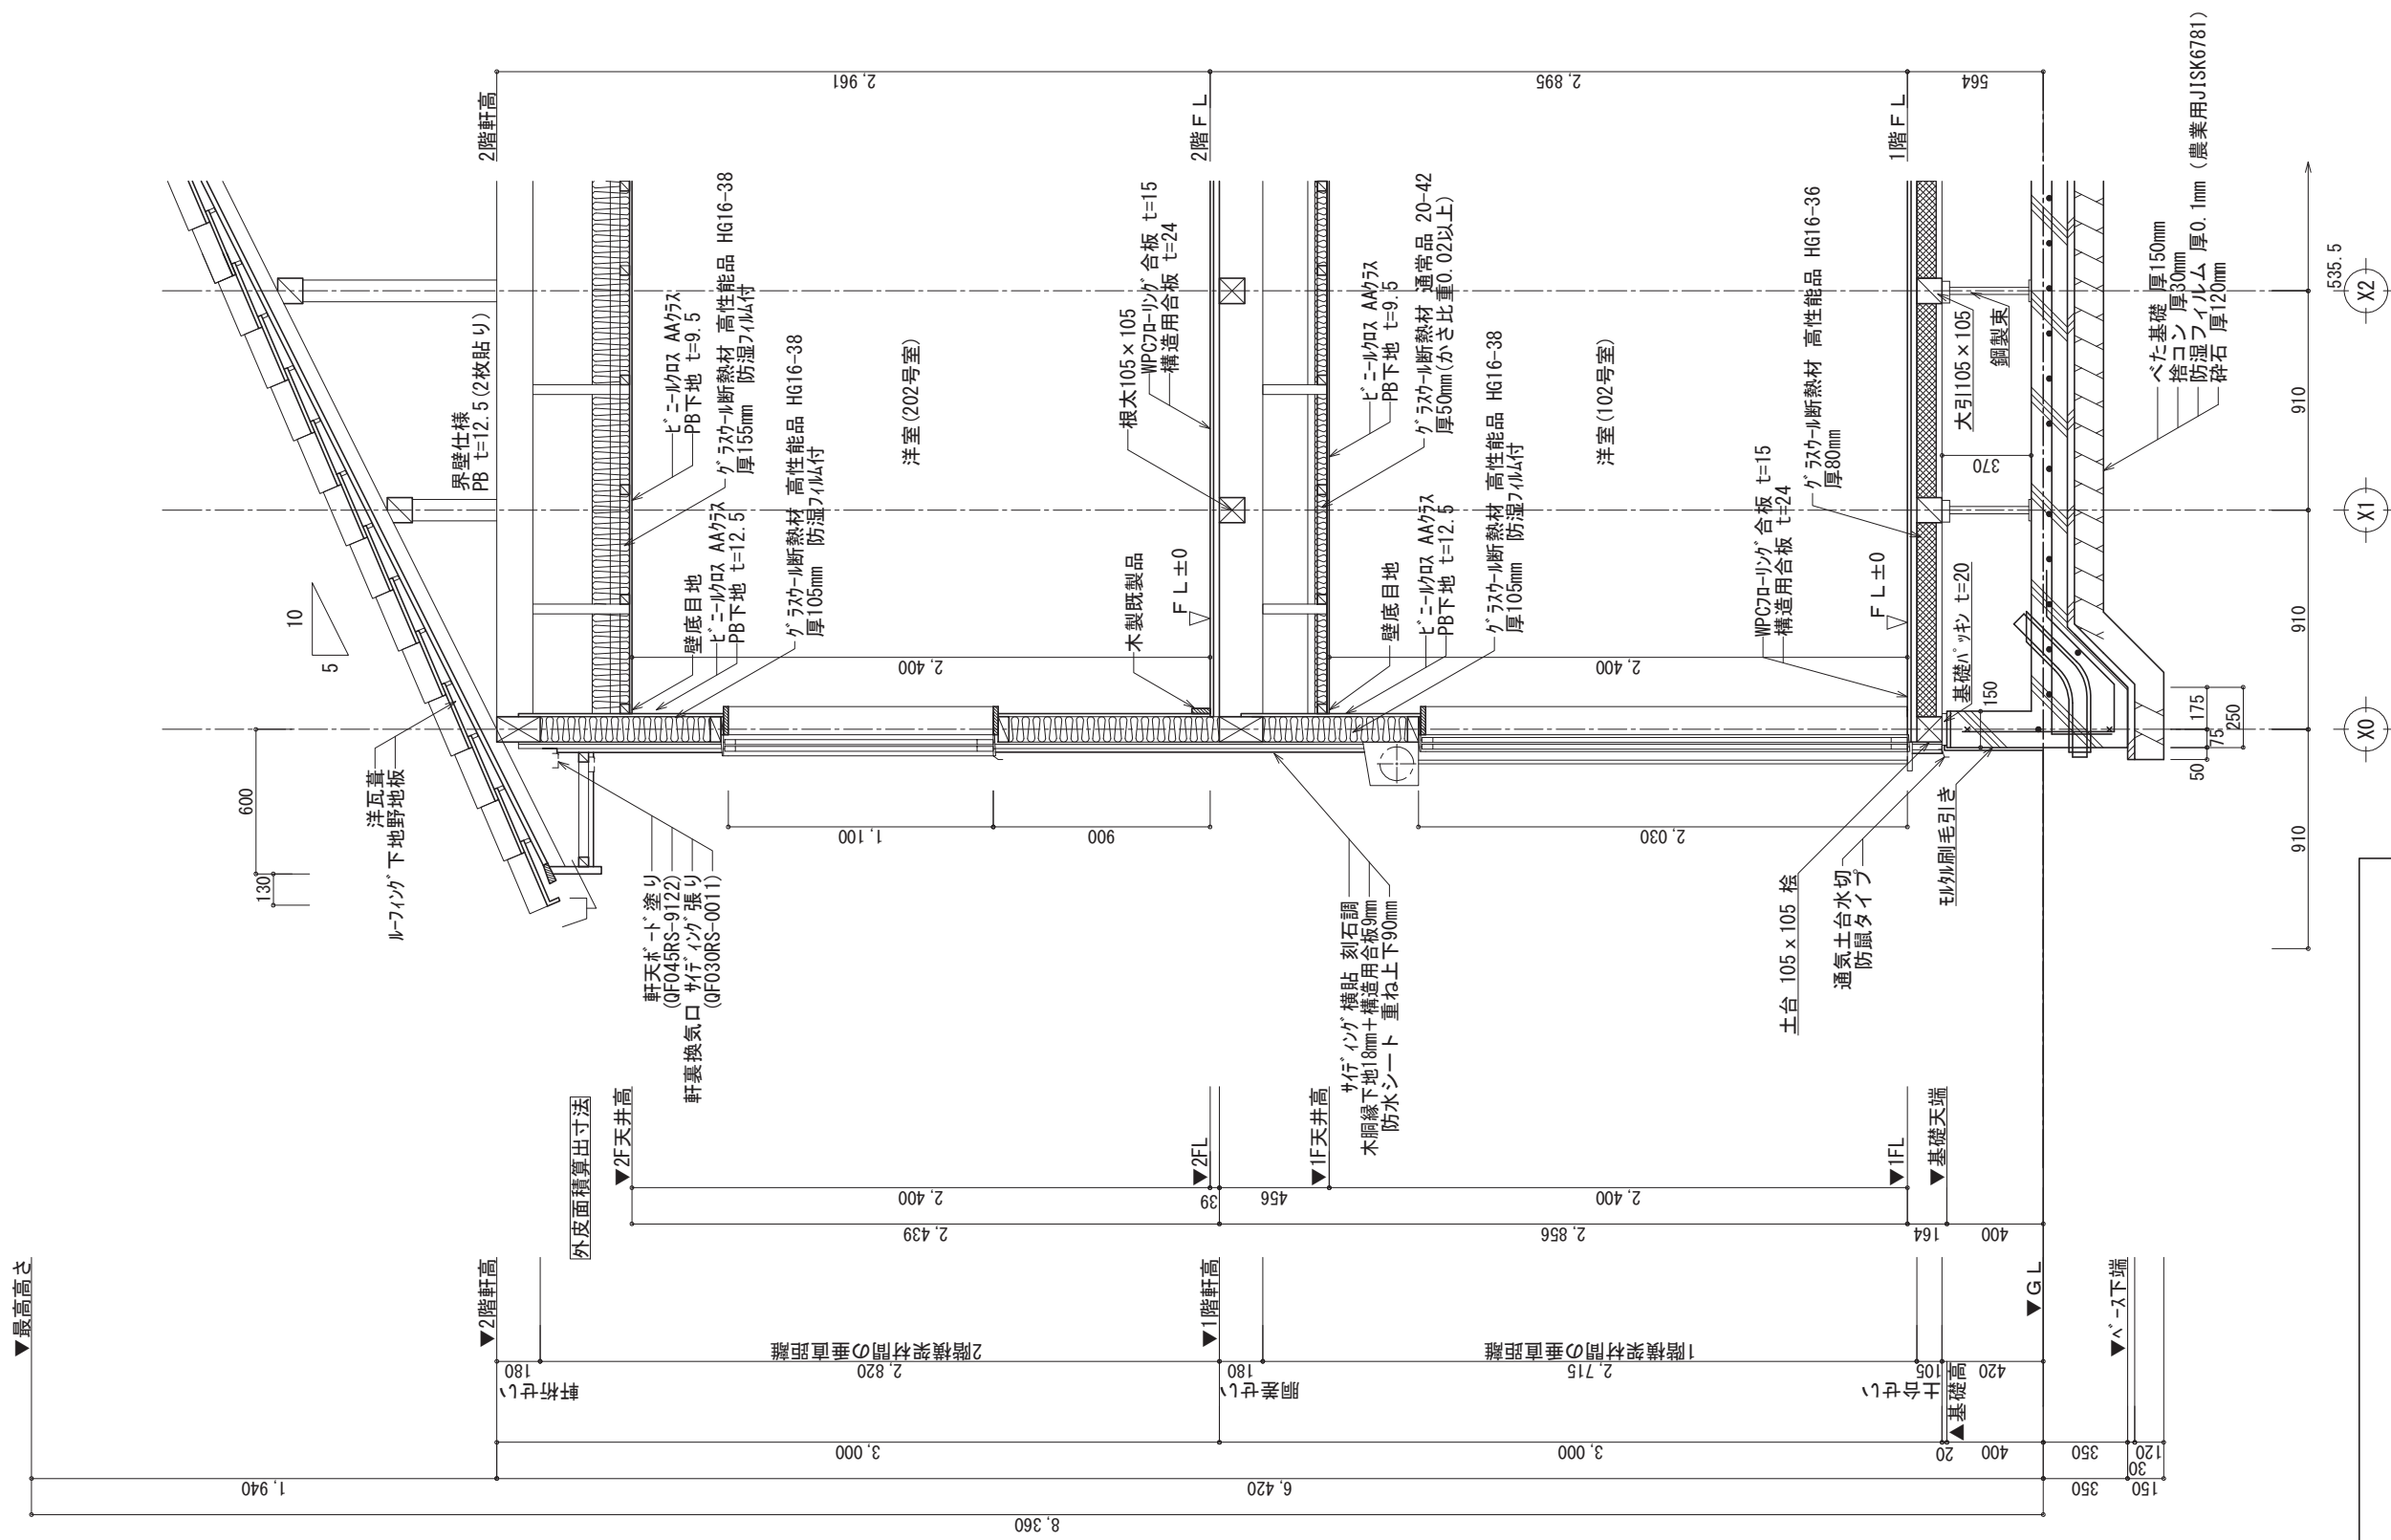 ▼最高高さ
▼2階軒高
▼1階軒高
▼ＧＬ
▼ベース下端
1,940
6,420
8,360
350
150
3,000
3,000
20
400
350
30
120
軒桁せい
180
2,820
2階横架材間の垂直距離
胴差せい
180
2,715
1階横架材間の垂直距離
土台せい
105
420
▲基礎高
外皮面積算出寸法
▼2F天井高
▼2FL
▼1F天井高
▼1FL
▼基礎天端
2,400
39
456
2,400
2,439
2,856
164
400
600
130
洋瓦葺
ルーフィング下地野地板
10
5
軒天ボード塗り
(QF045RS-9122)
軒裏換気口 サイディング張り
(QF030RS-0011)
1,100
900
2,030
サイディング横貼 刻石調
木胴縁下地18mm＋構造用合板9mm
防水シート 重ね上下90mm
土台 105×105 桧
通気土台水切
防鼠タイプ
モルタル刷毛引き
界壁仕様
PB t=12.5(2枚貼り)
2階軒高
ビニールクロス AAクラス
PB下地 t=9.5
グラスウール断熱材 高性能品 HG16-38
厚155mm 防湿フィルム付
壁底目地
ビニールクロス AAクラス
PB下地 t=12.5
グラスウール断熱材 高性能品 HG16-38
厚105mm 防湿フィルム付
洋室(202号室)
2,400
木製既製品
ＦＬ±0
根太105×105
WPCフローリング合板 t=15
構造用合板 t=24
2階ＦＬ
2,961
2,895
564
ビニールクロス AAクラス
PB下地 t=9.5
グラスウール断熱材 通常品 20-42
厚50mm(かさ比重0.02以上)
壁底目地
ビニールクロス AAクラス
PB下地 t=12.5
グラスウール断熱材 高性能品 HG16-38
厚105mm 防湿フィルム付
洋室(102号室)
2,400
WPCフローリング合板 t=15
構造用合板 t=24
グラスウール断熱材 高性能品 HG16-36
厚80mm
ＦＬ±0
1階ＦＬ
基礎パッキン t=20
150
370
大引105×105
鋼製束
べた基礎 厚150mm
捨コン 厚30mm
防湿フィルム 厚0.1mm (農業用JISK6781)
砕石 厚120mm
50
75
175
250
910
910
910
535.5
X0
X1
X2